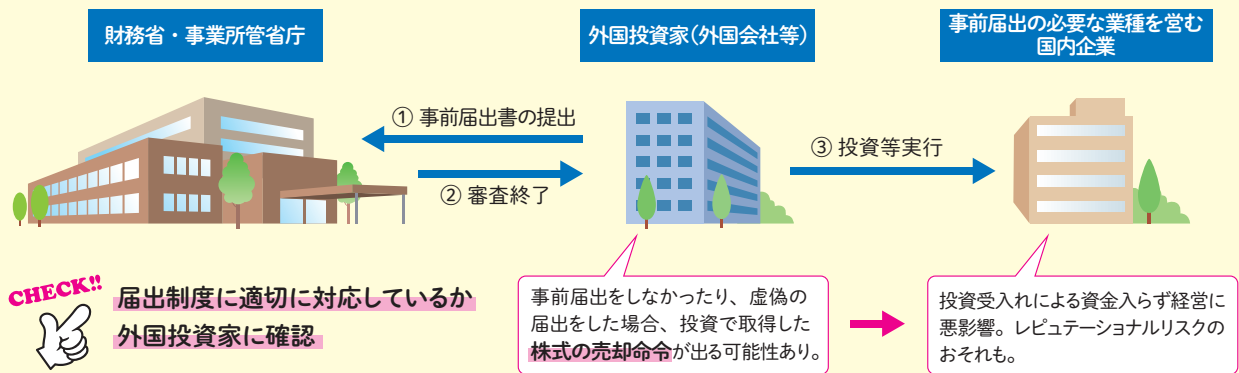 財務省・事業所管省庁
外国投資家(外国会社等)
事前届出の必要な業種を営む
国内企業
① 事前届出書の提出
② 審査終了
③ 投資等実行
CHECK!!
届出制度に適切に対応しているか
外国投資家に確認
事前届出をしなかったり、虚偽の
届出をした場合、投資で取得した
株式の売却命令が出る可能性あり。
投資受入れによる資金入らず経営に
悪影響。レピュテーショナルリスクの
おそれも。